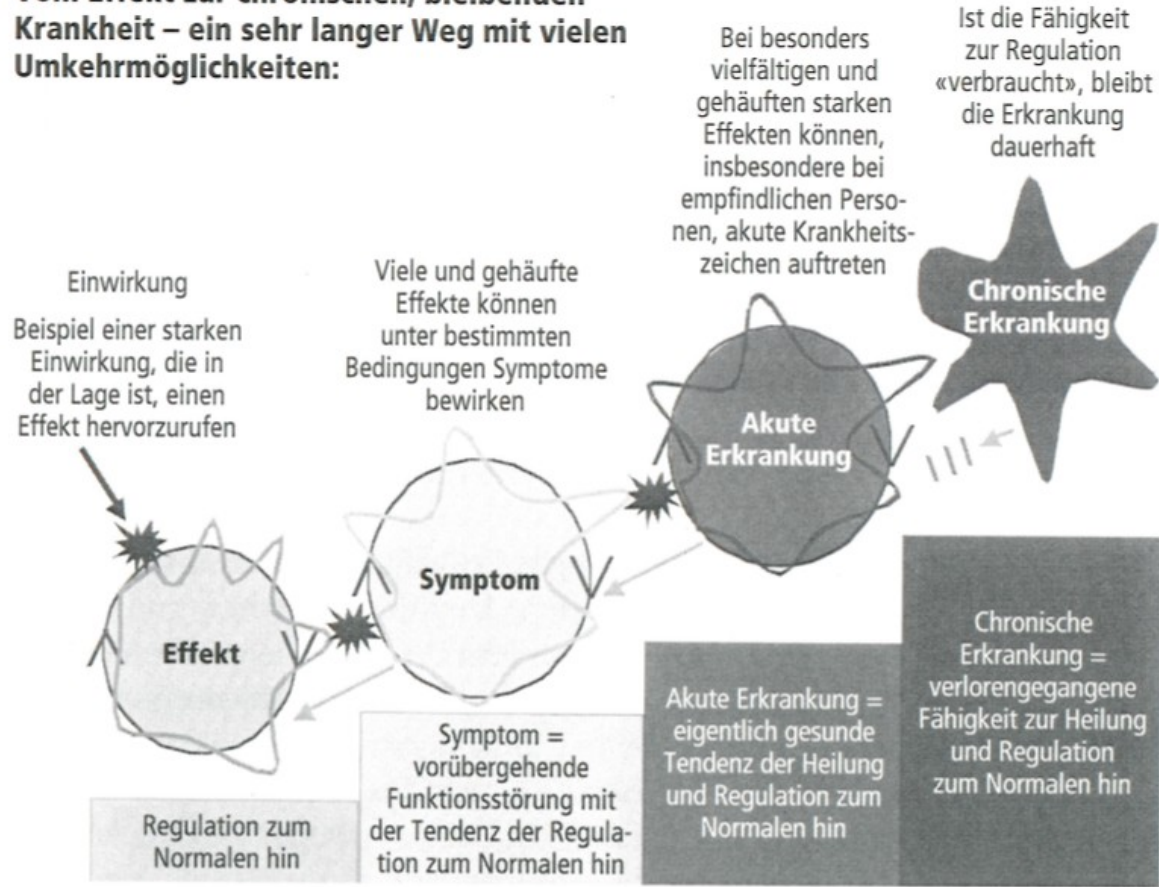 Krankheit – ein sehr langer Weg mit vielen
Umkehrmöglichkeiten:
Einwirkung
Beispiel einer starken
Einwirkung, die in
der Lage ist, einen
Effekt hervorzurufen
Viele und gehäufte
Effekte können
unter bestimmten
Bedingungen Symptome
bewirken
Bei besonders
vielfältigen und
gehäuften starken
Effekten können,
insbesondere bei
empfindlichen Perso-
nen, akute Krankheits-
zeichen auftreten
Ist die Fähigkeit
zur Regulation
«verbraucht», bleibt
die Erkrankung
dauerhaft
Effekt
Symptom
Akute
Erkrankung
Chronische
Erkrankung
Regulation zum
Normalen hin
Symptom =
vorübergehende
Funktionsstörung mit
der Tendenz der Regula-
tion zum Normalen hin
Akute Erkrankung =
eigentlich gesunde
Tendenz der Heilung
und Regulation zum
Normalen hin
Chronische
Erkrankung =
verlorengegangene
Fähigkeit zur Heilung
und Regulation
zum Normalen hin